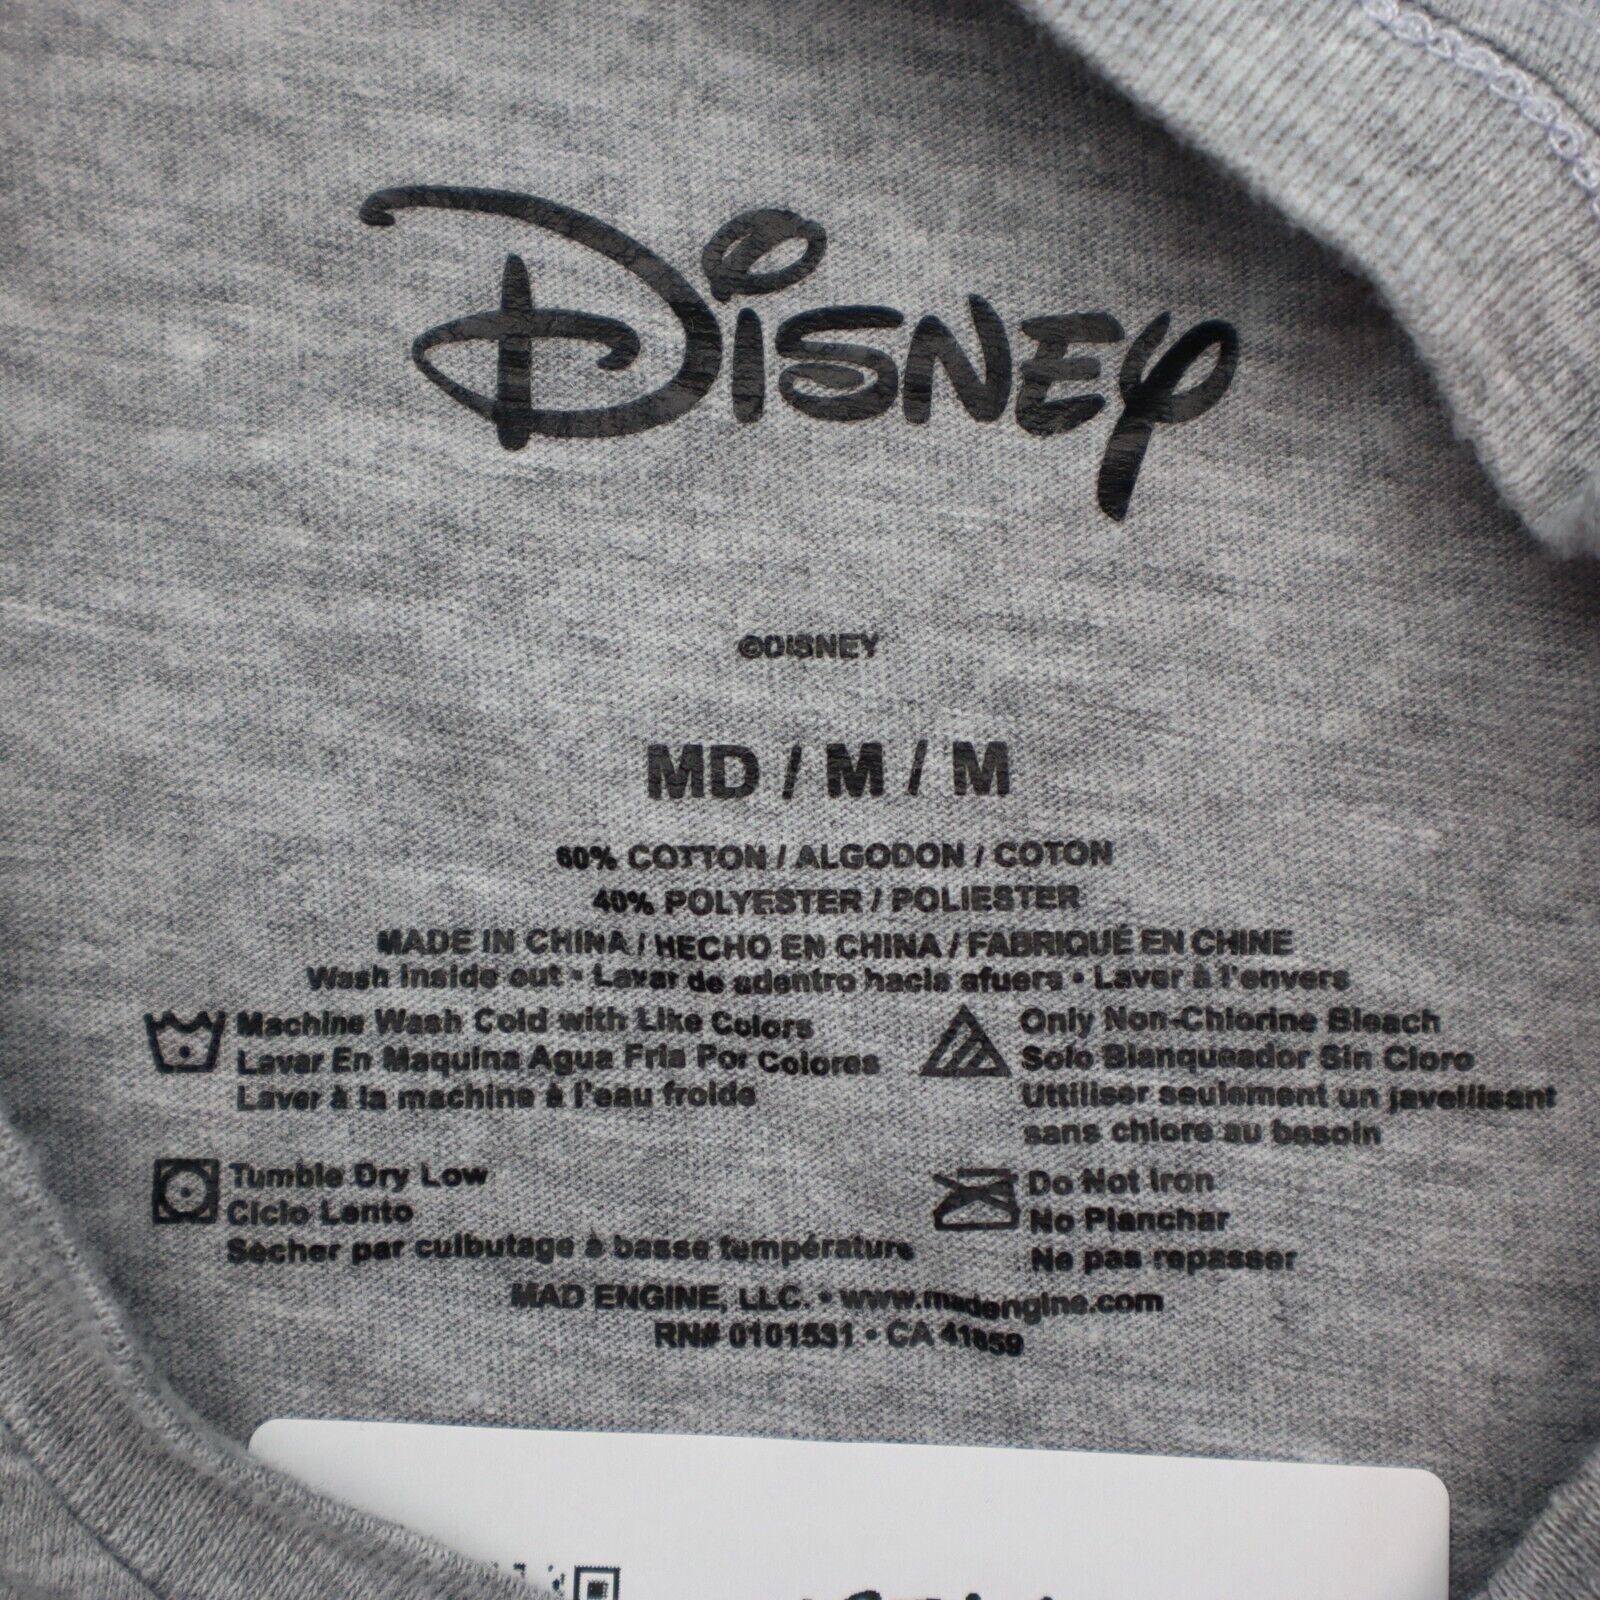 Disney
©DISNEY
MD / M / M
60% COTTON / ALGODON / COTON
40% POLYESTER / POLIESTER
MADE IN CHINA / HECHO EN CHINA / FABRIQUÉ EN CHINE
Wash inside out • Lavar de adentro hacia afuera • Laver à l'envers
Machine Wash Cold with Like Colors
Lavar En Maquina Agua Fria Por Colores
Laver à la machine à l'eau froide
Only Non-Chlorine Bleach
Solo Blanqueador Sin Cloro
Uttiliser seulement un javellisant
sans chlore au besoin
Tumble Dry Low
Ciclo Lento
Sécher par culbutage à basse température
Do Not Iron
No Planchar
Ne pas repasser
MAD ENGINE, LLC. • www.madengine.com
RN# 0101531 • CA 41859